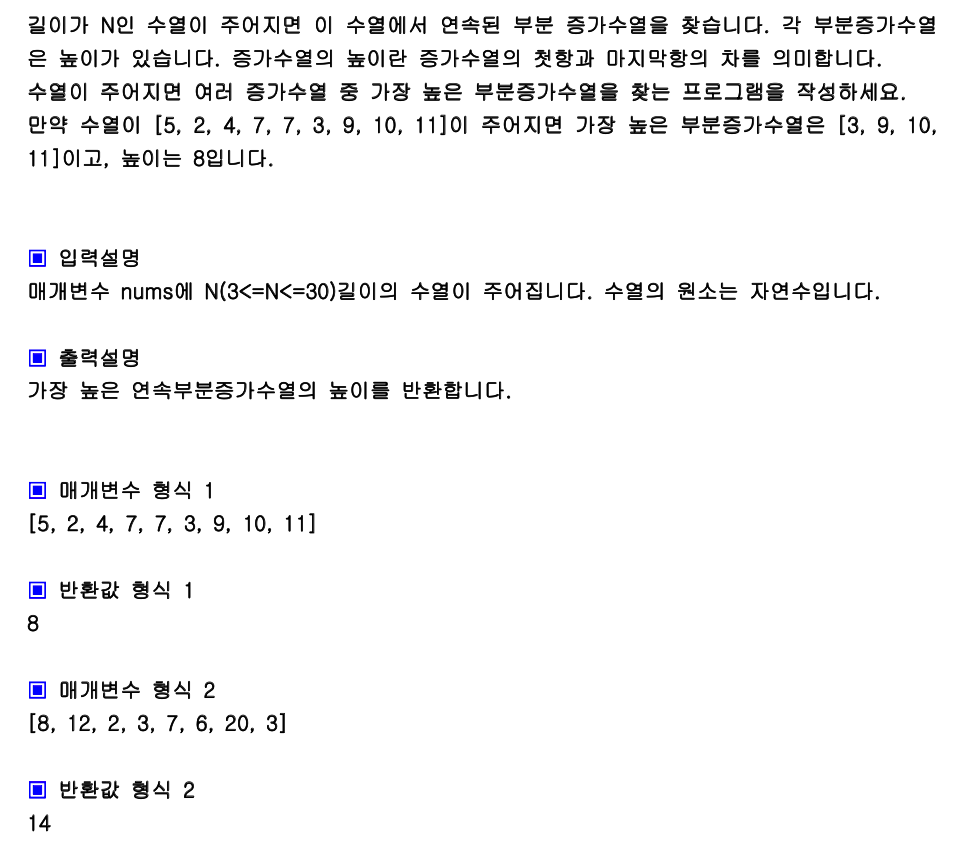 길이가 N인 수열이 주어지면 이 수열에서 연속된 부분 증가수열을 찾습니다. 각 부분증가수열
은 높이가 있습니다. 증가수열의 높이란 증가수열의 첫항과 마지막항의 차를 의미합니다.
수열이 주어지면 여러 증가수열 중 가장 높은 부분증가수열을 찾는 프로그램을 작성하세요.
만약 수열이 [5, 2, 4, 7, 7, 3, 9, 10, 11]이 주어지면 가장 높은 부분증가수열은 [3, 9, 10,
11]이고, 높이는 8입니다.
▣ 입력설명
매개변수 nums에 N(3<=N<=30)길이의 수열이 주어집니다. 수열의 원소는 자연수입니다.
▣ 출력설명
가장 높은 연속부분증가수열의 높이를 반환합니다.
▣ 매개변수 형식 1
[5, 2, 4, 7, 7, 3, 9, 10, 11]
▣ 반환값 형식 1
8
▣ 매개변수 형식 2
[8, 12, 2, 3, 7, 6, 20, 3]
▣ 반환값 형식 2
14